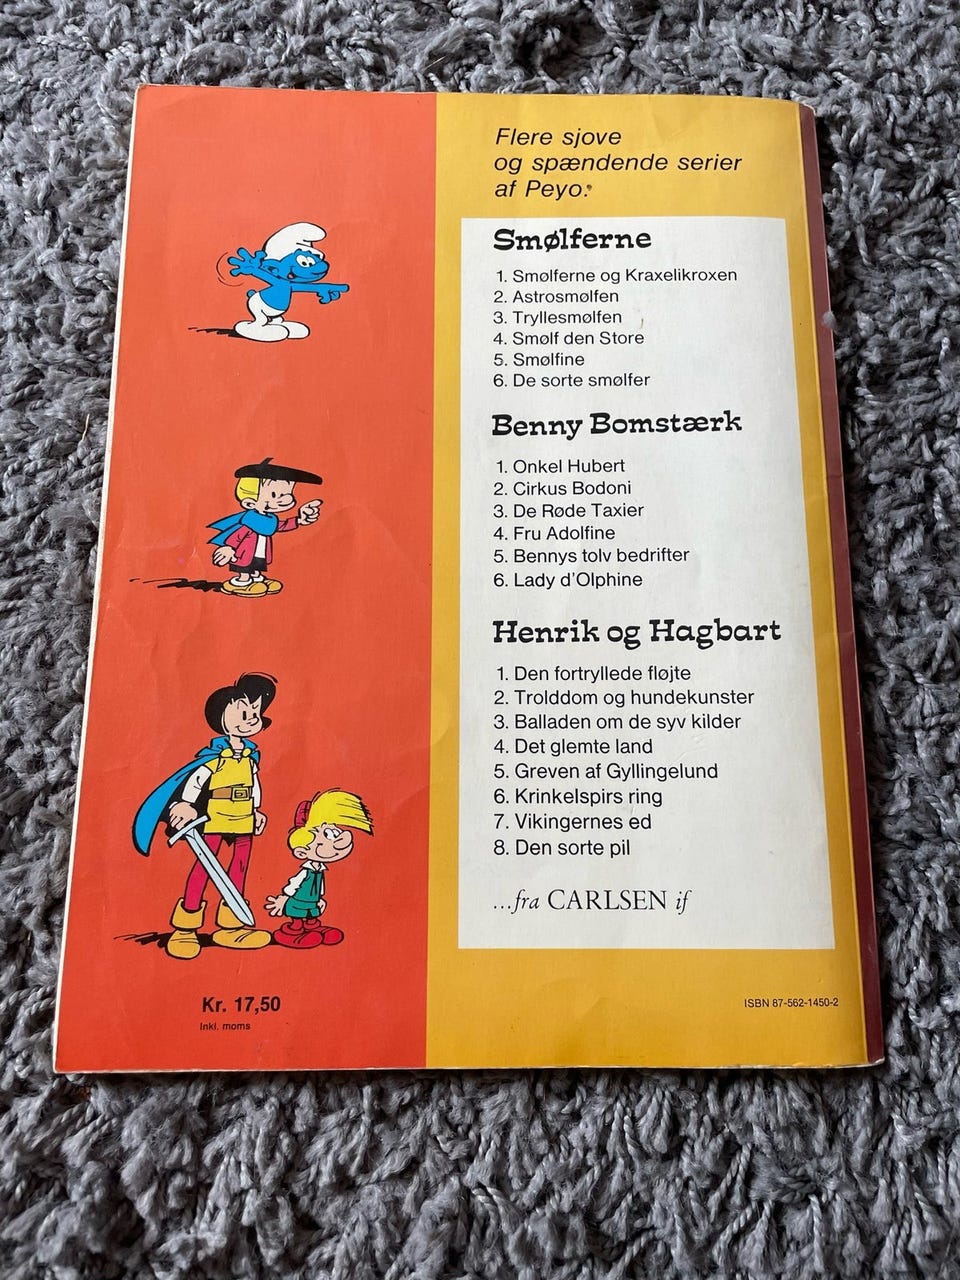 Flere sjove
og spændende serier
af Peyo:
Smølferne
1. Smølferne og Kraxelikroxen
2. Astrosmølfen
3. Tryllesmølfen
4. Smølf den Store
5. Smølfine
6. De sorte smølfer
Benny Bomstærk
1. Onkel Hubert
2. Cirkus Bodoni
3. De Røde Taxier
4. Fru Adolfine
5. Bennys tolv bedrifter
6. Lady d'Olphine
Henrik og Hagbart
1. Den fortryllede fløjte
2. Trolddom og hundekunster
3. Balladen om de syv kilder
4. Det glemte land
5. Greven af Gyllingelund
6. Krinkelspirs ring
7. Vikingernes ed
8. Den sorte pil
...fra CARLSEN if
Kr. 17,50
Inkl. moms
ISBN 87-562-1450-2